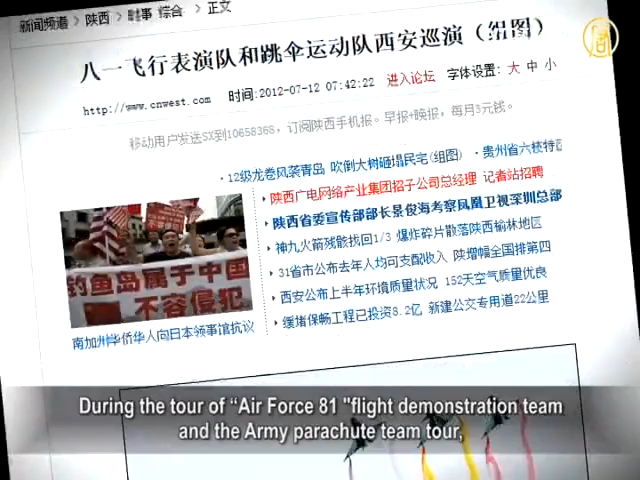 新闻频道 > 陕西 > 时事 综合 > 正文
八一飞行表演队和跳伞运动队西安巡演（组图）
http://www.cnwest.com 时间:2012-07-12 07:42:22 进入论坛 字体设置: 大 中 小
移动用户发送SX到10658368，订阅陕西手机报。早报+晚报，每月3元钱。
· 12级龙卷风袭青岛 吹倒大树砸塌民宅(组图) · 贵州省六枝特
陕西广电网络产业集团招子公司总经理 记者站招聘
陕西省委宣传部部长景俊海考察凤凰卫视深圳总部
神九火箭残骸找回1/3 爆炸碎片散落陕西榆林地区
31省市公布去年人均可支配收入 陕增幅全国排第四
西安公布上半年环境质量状况 152天空气质量优良
缓堵保畅工程已投资8.2亿 新建公交专用道22公里
钓鱼岛属于中国
不容侵犯
南加州华侨华人向日本领事馆抗议
During the tour of “Air Force 81 "flight demonstration team
and the Army parachute team tour,